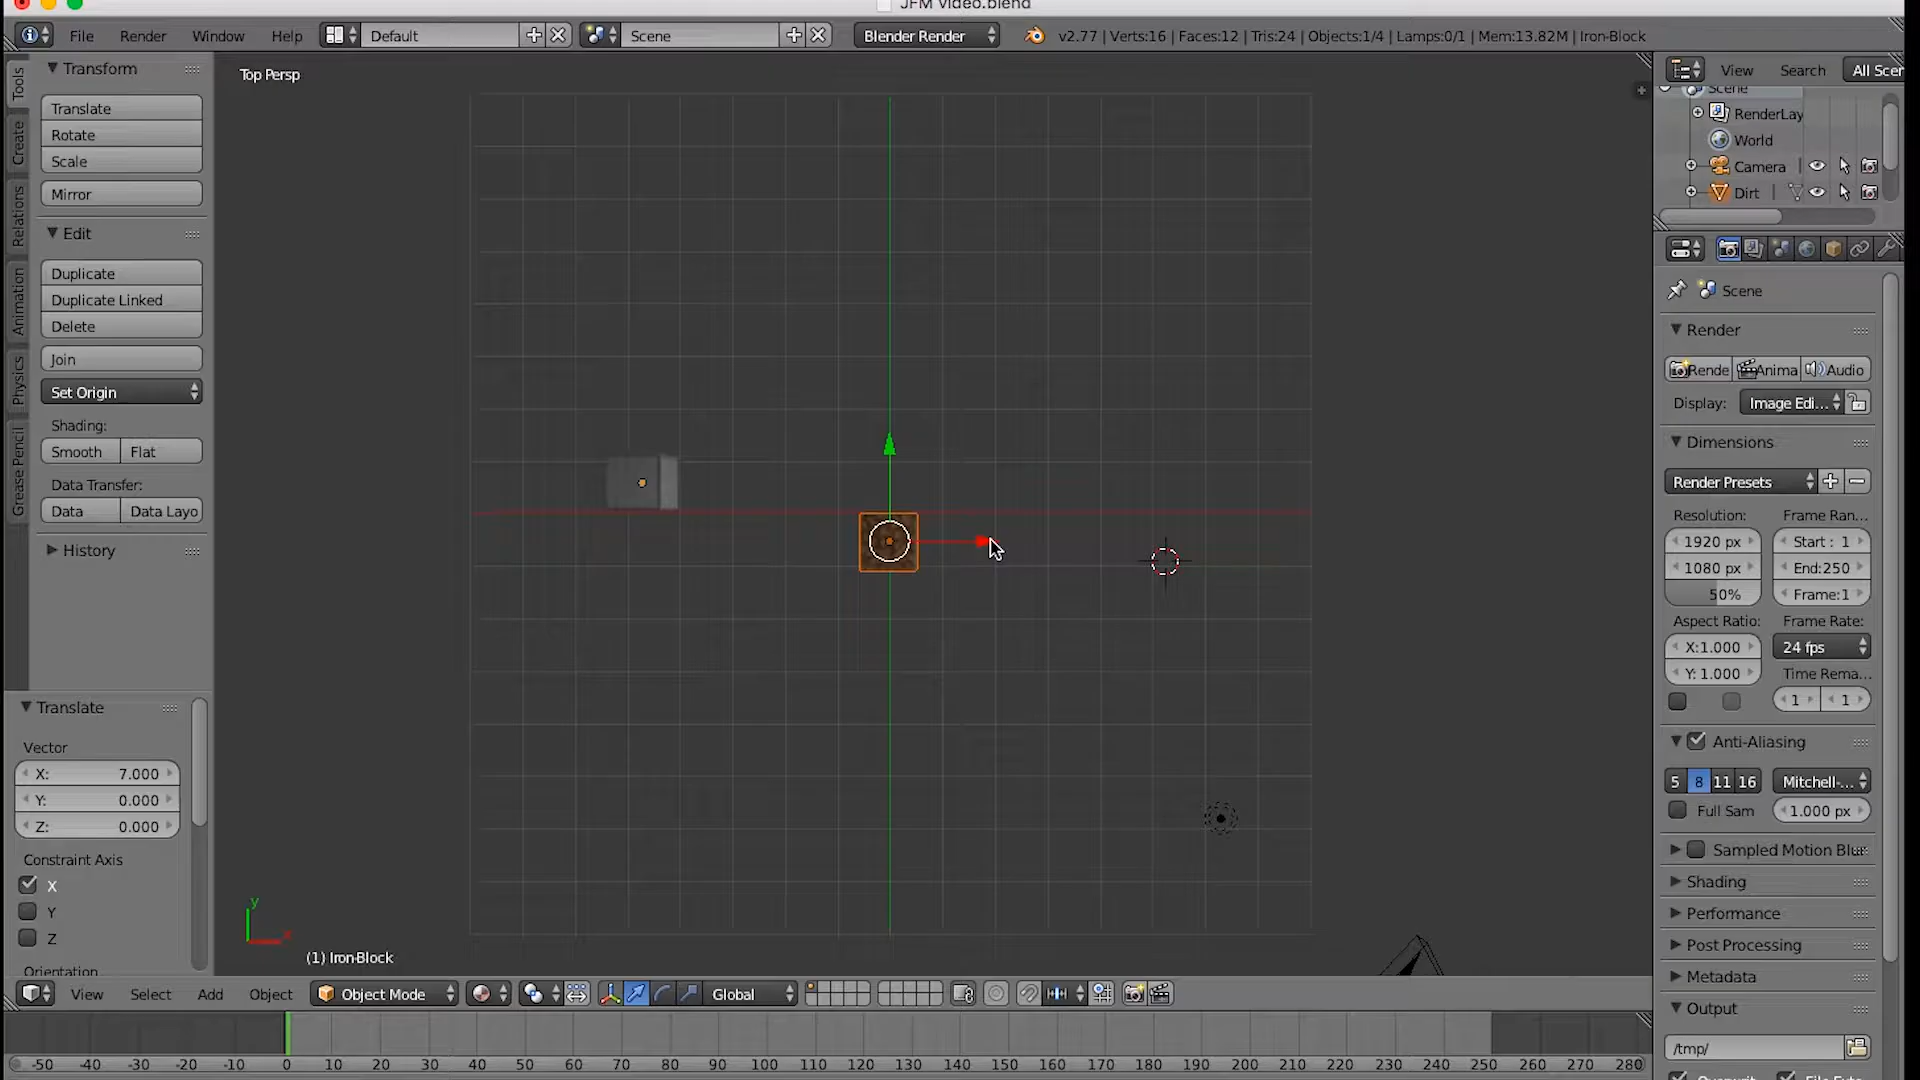 JFM Video.blend
File Render Window Help Default Scene Blender Render v2.77 | Verts:16 | Faces:12 | Tris:24 | Objects:1/4 | Lamps:0/1 | Mem:13.82M | Iron-Block
Tools
Create
Relations
Animation
Physics
Grease Pencil
Transform
Translate
Rotate
Scale
Mirror
Edit
Duplicate
Duplicate Linked
Delete
Join
Set Origin
Shading:
Smooth Flat
Data Transfer:
Data Data Layo
History
Translate
Vector
X: 7.000
Y: 0.000
Z: 0.000
Constraint Axis
X
Y
Z
Orientation
Top Persp
y
x
(1) Iron-Block
View Select Add Object Object Mode Global
-50 -40 -30 -20 -10 0 10 20 30 40 50 60 70 80 90 100 110 120 130 140 150 160 170 180 190 200 210 220 230 240 250 260 270 280
View Search All Scer
Scene
RenderLay
World
Camera
Dirt
Scene
Render
Rende Anima Audio
Display: Image Edi...
Dimensions
Render Presets
Resolution: Frame Ran...
1920 px Start : 1
1080 px End:250
50% Frame:1
Aspect Ratio: Frame Rate:
X:1.000 24 fps
Y: 1.000 Time Rema...
1 1
Anti-Aliasing
5 8 11 16 Mitchell-...
Full Sam 1.000 px
Sampled Motion Blur
Shading
Performance
Post Processing
Metadata
Output
/tmp/